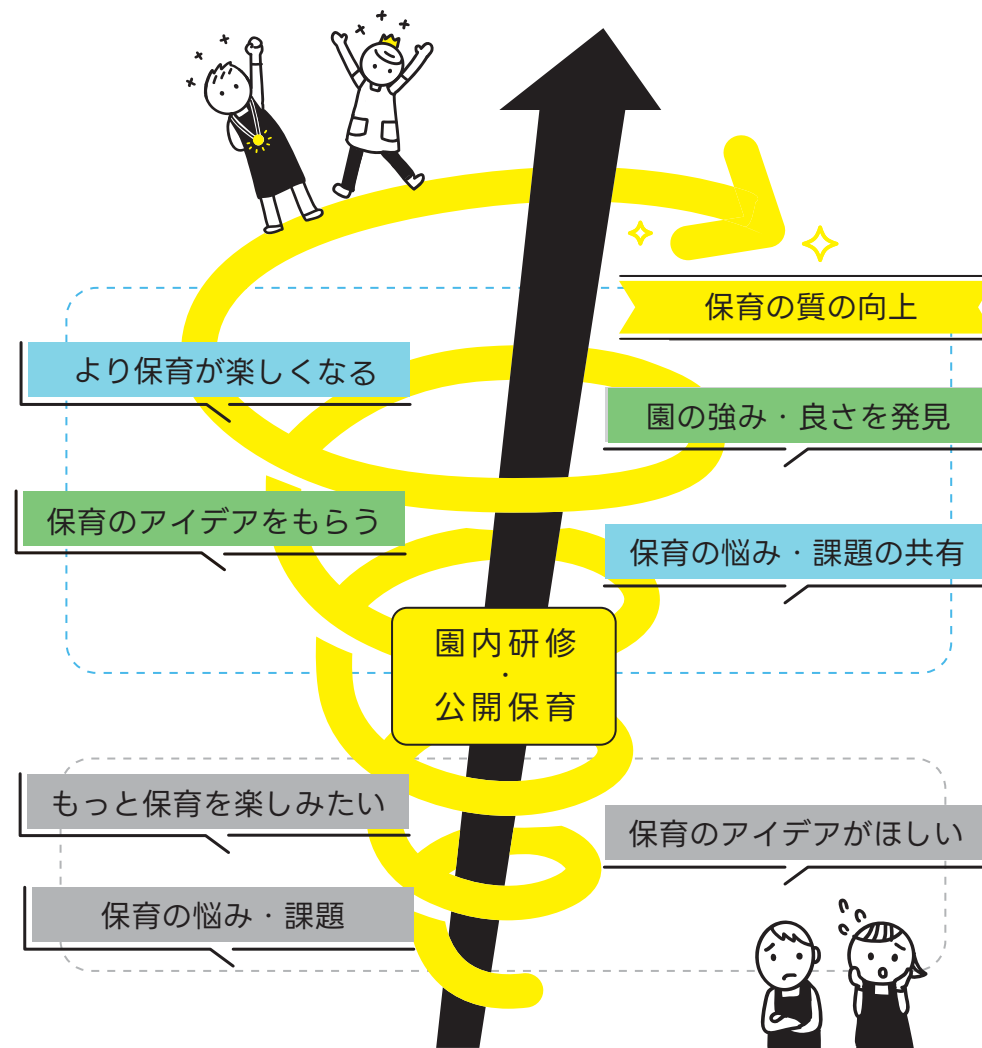 保育の質の向上
より保育が楽しくなる
園の強み・良さを発見
保育のアイデアをもらう
保育の悩み・課題の共有
園内研修
・
公開保育
もっと保育を楽しみたい
保育のアイデアがほしい
保育の悩み・課題